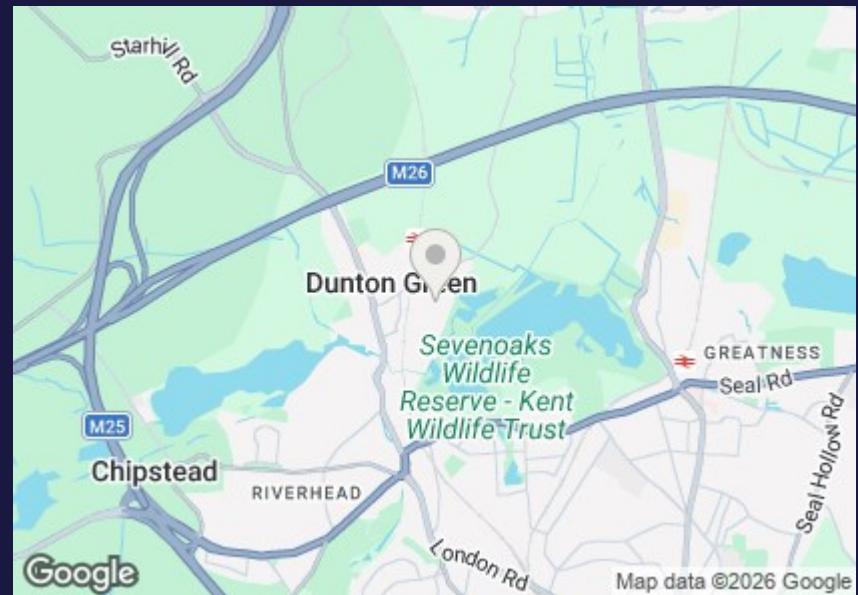 Starhill Rd
M26
Dunton Green
Sevenoaks
Wildlife
Reserve - Kent
Wildlife Trust
GREATNESS
Seal Rd
M25
Chipstead
RIVERHEAD
Seal Hollow Rd
London Rd
Google
Map data ©2026 Google